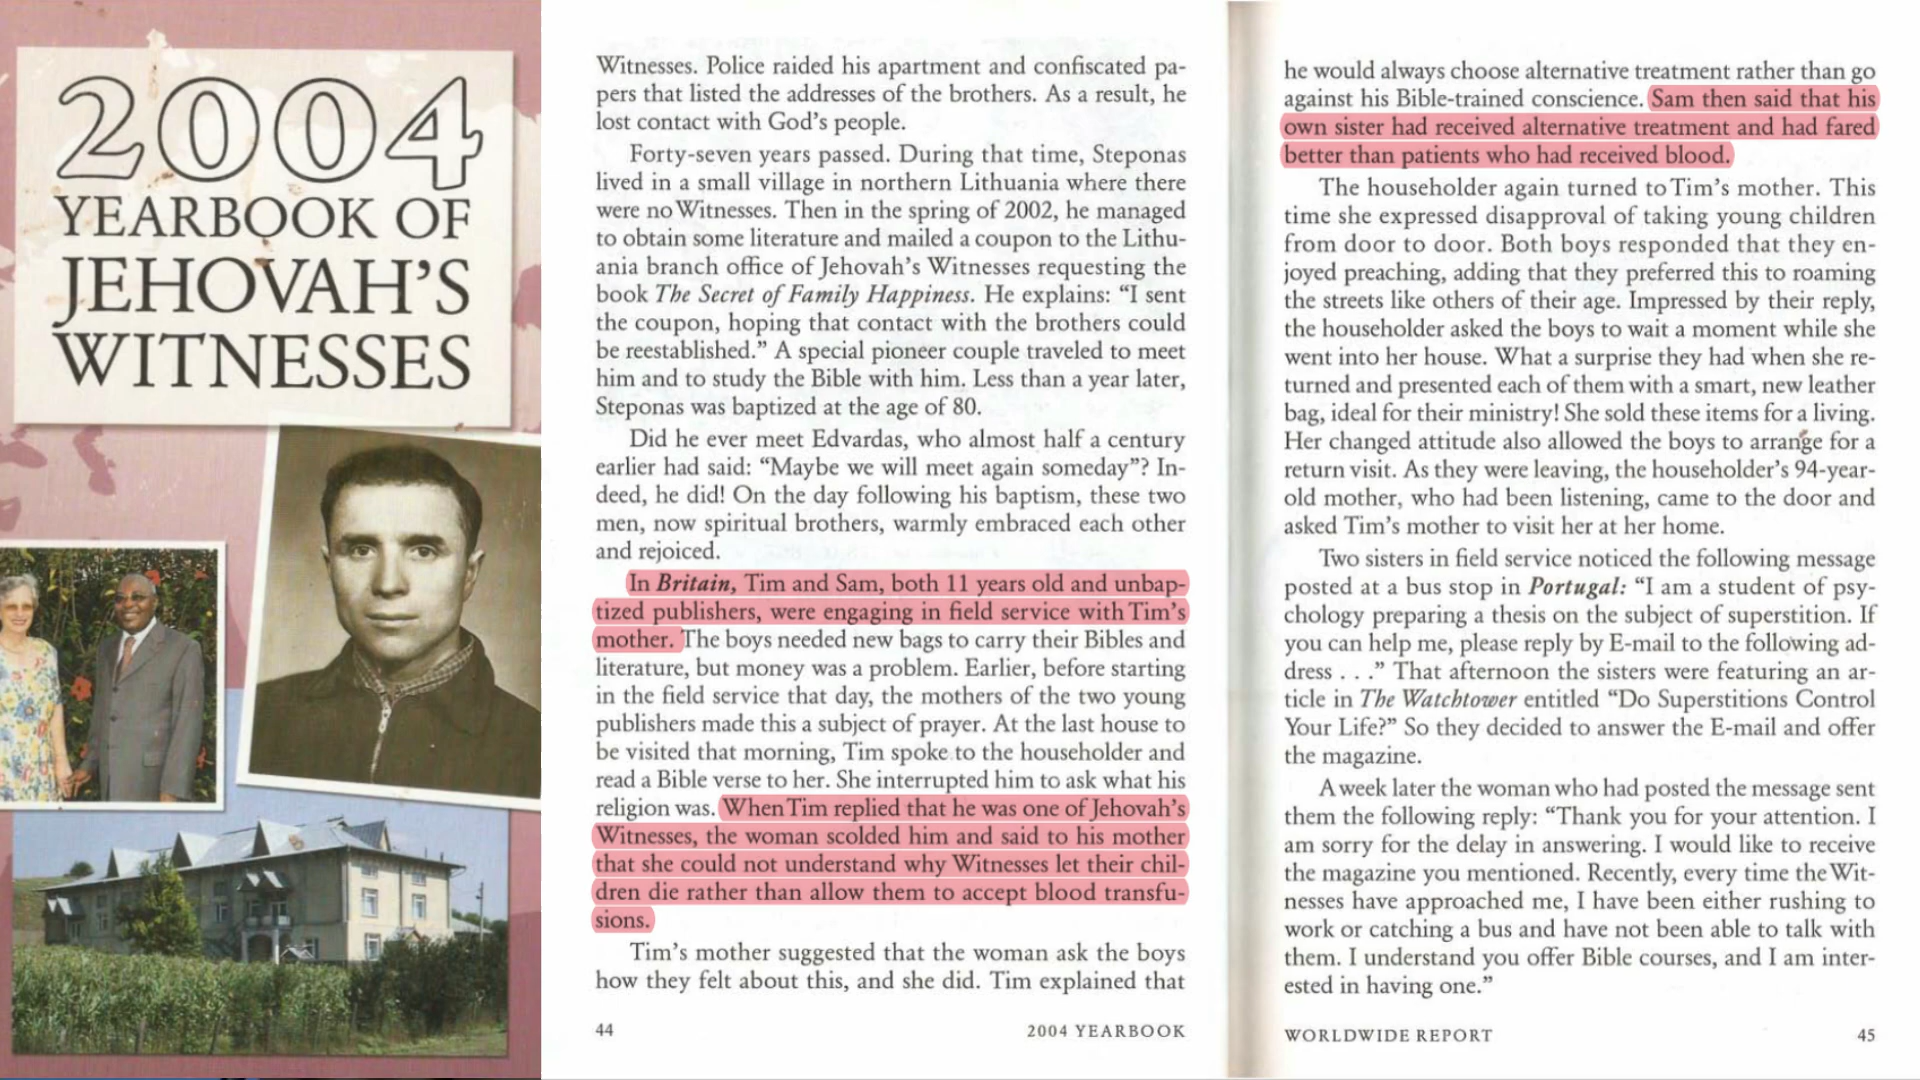 2004
YEARBOOK OF
JEHOVAH'S
WITNESSES
Witnesses. Police raided his apartment and confiscated pa-
pers that listed the addresses of the brothers. As a result, he
lost contact with God's people.
Forty-seven years passed. During that time, Steponas
lived in a small village in northern Lithuania where there
were no Witnesses. Then in the spring of 2002, he managed
to obtain some literature and mailed a coupon to the Lithu-
ania branch office of Jehovah's Witnesses requesting the
book The Secret of Family Happiness. He explains: “I sent
the coupon, hoping that contact with the brothers could
be reestablished.” A special pioneer couple traveled to meet
him and to study the Bible with him. Less than a year later,
Steponas was baptized at the age of 80.
Did he ever meet Edvardas, who almost half a century
earlier had said: “Maybe we will meet again someday”? In-
deed, he did! On the day following his baptism, these two
men, now spiritual brothers, warmly embraced each other
and rejoiced.
In Britain, Tim and Sam, both 11 years old and unbap-
tized publishers, were engaging in field service with Tim's
mother. The boys needed new bags to carry their Bibles and
literature, but money was a problem. Earlier, before starting
in the field service that day, the mothers of the two young
publishers made this a subject of prayer. At the last house to
be visited that morning, Tim spoke to the householder and
read a Bible verse to her. She interrupted him to ask what his
religion was. When Tim replied that he was one of Jehovah's
Witnesses, the woman scolded him and said to his mother
that she could not understand why Witnesses let their chil-
dren die rather than allow them to accept blood transfu-
sions.
Tim's mother suggested that the woman ask the boys
how they felt about this, and she did. Tim explained that
44 2004 YEARBOOK
he would always choose alternative treatment rather than go
against his Bible-trained conscience. Sam then said that his
own sister had received alternative treatment and had fared
better than patients who had received blood.
The householder again turned to Tim's mother. This
time she expressed disapproval of taking young children
from door to door. Both boys responded that they en-
joyed preaching, adding that they preferred this to roaming
the streets like others of their age. Impressed by their reply,
the householder asked the boys to wait a moment while she
went into her house. What a surprise they had when she re-
turned and presented each of them with a smart, new leather
bag, ideal for their ministry! She sold these items for a living.
Her changed attitude also allowed the boys to arrange for a
return visit. As they were leaving, the householder's 94-year-
old mother, who had been listening, came to the door and
asked Tim's mother to visit her at her home.
Two sisters in field service noticed the following message
posted at a bus stop in Portugal: “I am a student of psy-
chology preparing a thesis on the subject of superstition. If
you can help me, please reply by E-mail to the following ad-
dress . . .” That afternoon the sisters were featuring an ar-
ticle in The Watchtower entitled “Do Superstitions Control
Your Life?” So they decided to answer the E-mail and offer
the magazine.
A week later the woman who had posted the message sent
them the following reply: “Thank you for your attention. I
am sorry for the delay in answering. I would like to receive
the magazine you mentioned. Recently, every time the Wit-
nesses have approached me, I have been either rushing to
work or catching a bus and have not been able to talk with
them. I understand you offer Bible courses, and I am inter-
ested in having one.”
WORLDWIDE REPORT 45